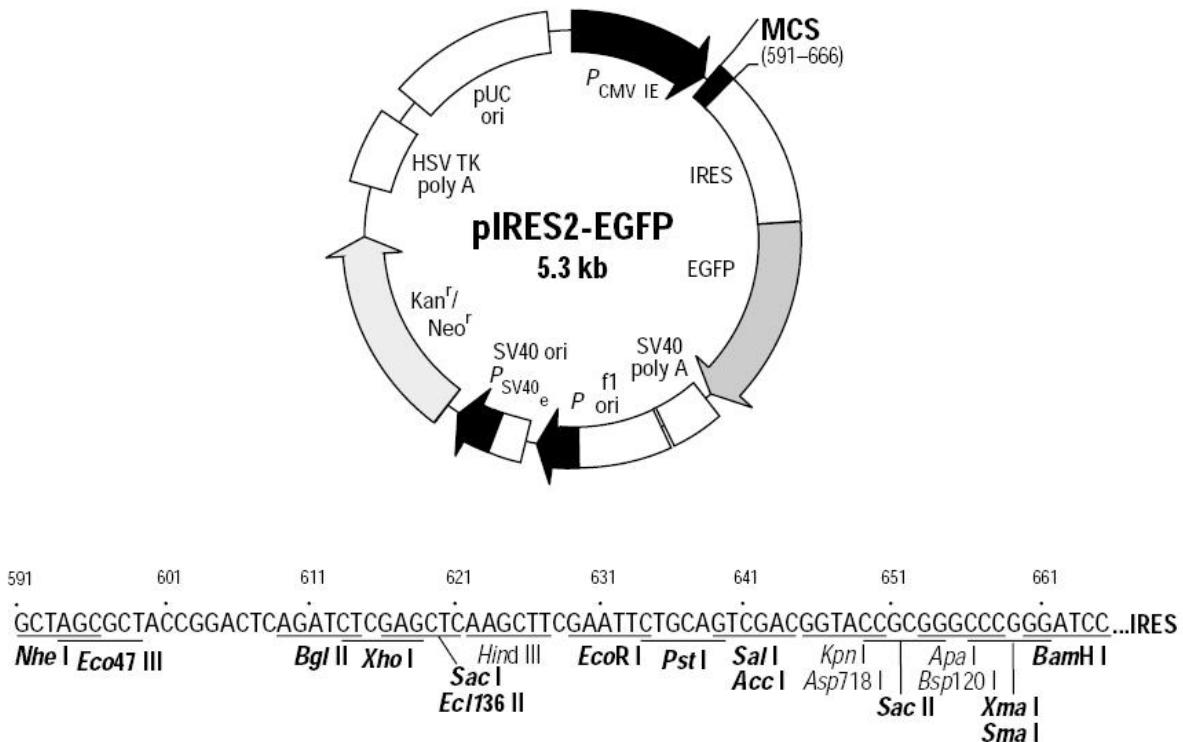 MCS
(591–666)
P CMV IE
pUC
ori
HSV TK
poly A
IRES
pIRES2-EGFP
5.3 kb
EGFP
Kanr/
Neor
SV40 ori
P SV40e
P
f1
ori
SV40
poly A
591 601 611 621 631 641 651 661
GCTAGCGCTACCGGACTCAGATCTCGAGCTCAAGCTTCGAATTCTGCAGTCGACGGTACCGCGGGCCCGGGATCC...IRES
Nhe I Eco47 III Bgl II Xho I Hind III EcoR I Pst I Sal I Kpn I Apa I BamH I
Sac I Acc I Asp718 I Bsp120 I
Ecl136 II Sac II Xma I
Sma I